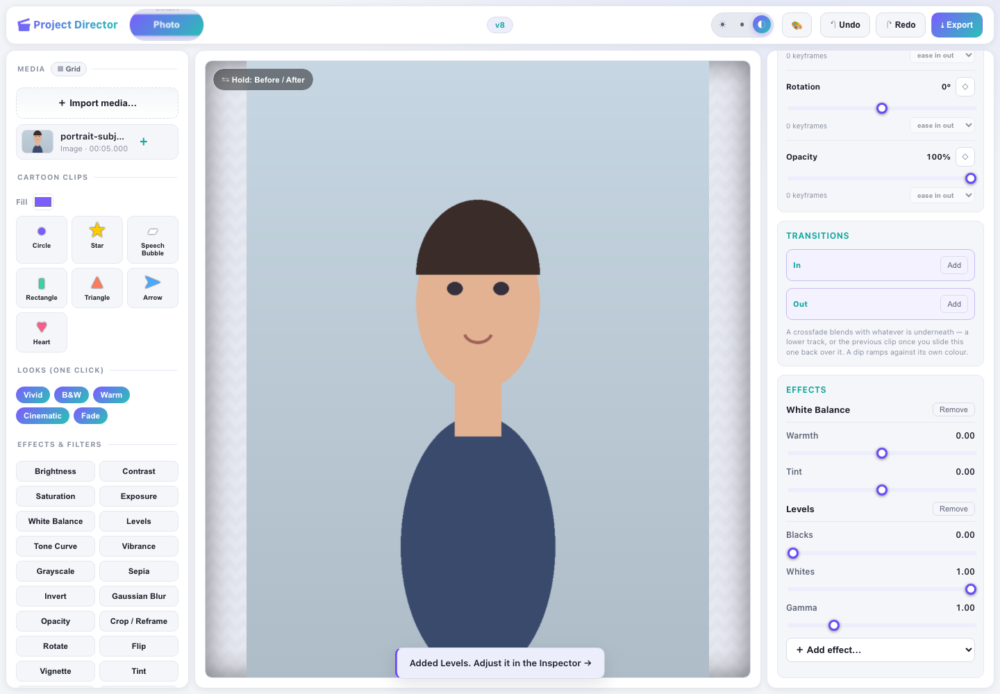 Project Director
Photo
v8
Undo
Redo
Export
MEDIA
Grid
+ Import media...
portrait-subj...
Image · 00:05.000
+
CARTOON CLIPS
Fill
Circle
Star
Speech
Bubble
Rectangle
Triangle
Arrow
Heart
LOOKS (ONE CLICK)
Vivid
B&W
Warm
Cinematic
Fade
EFFECTS & FILTERS
Brightness
Contrast
Saturation
Exposure
White Balance
Levels
Tone Curve
Vibrance
Grayscale
Sepia
Invert
Gaussian Blur
Opacity
Crop / Reframe
Rotate
Flip
Vignette
Tint
Hold: Before / After
Added Levels. Adjust it in the Inspector →
0 keyframes
ease in out
Rotation
0°
0 keyframes
ease in out
Opacity
100%
0 keyframes
ease in out
TRANSITIONS
In
Add
Out
Add
A crossfade blends with whatever is underneath — a
lower track, or the previous clip once you slide this
one back over it. A dip ramps against its own colour.
EFFECTS
White Balance
Remove
Warmth
0.00
Tint
0.00
Levels
Remove
Blacks
0.00
Whites
1.00
Gamma
1.00
+ Add effect...